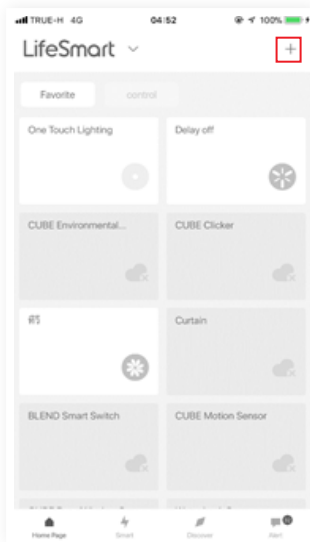 TRUE-H 4G 04:52 100%
LifeSmart
Favorite control
One Touch Lighting Delay off
CUBE Environmental... CUBE Clicker
ทีวี Curtain
BLEND Smart Switch CUBE Motion Sensor
Home Page Smart Discover Alert